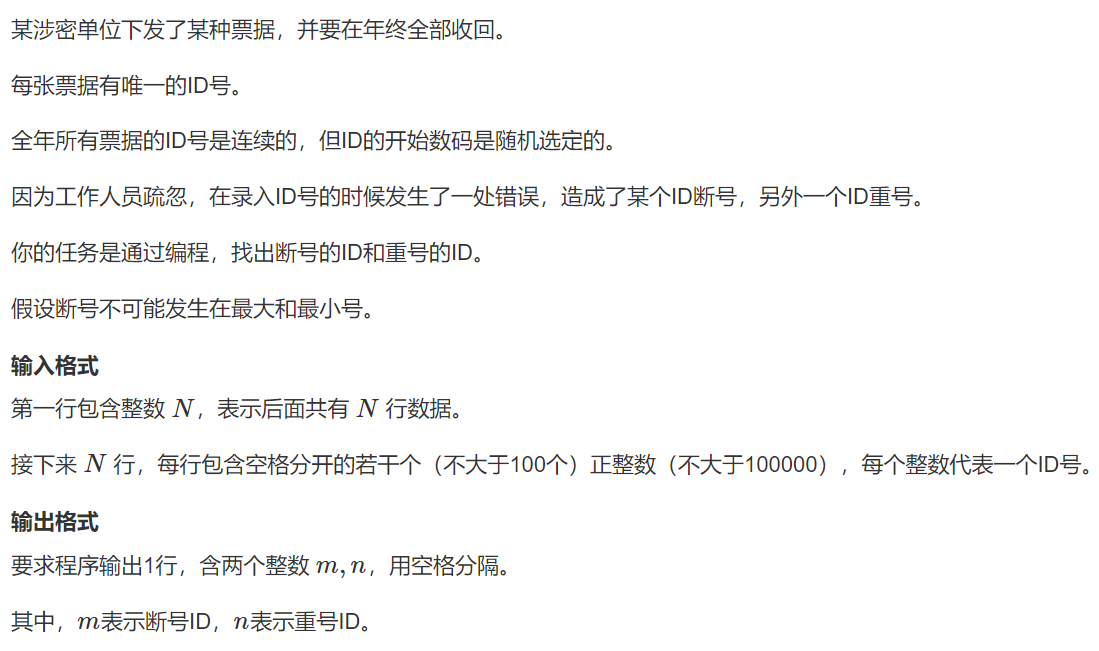 某涉密单位下发了某种票据，并要在年终全部收回。
每张票据有唯一的ID号。
全年所有票据的ID号是连续的，但ID的开始数码是随机选定的。
因为工作人员疏忽，在录入ID号的时候发生了一处错误，造成了某个ID断号，另外一个ID重号。
你的任务是通过编程，找出断号的ID和重号的ID。
假设断号不可能发生在最大和最小号。
输入格式
第一行包含整数 N，表示后面共有 N 行数据。
接下来 N 行，每行包含空格分开的若干个（不大于100个）正整数（不大于100000），每个整数代表一个ID号。
输出格式
要求程序输出1行，含两个整数 m,n，用空格分隔。
其中，m表示断号ID，n表示重号ID。